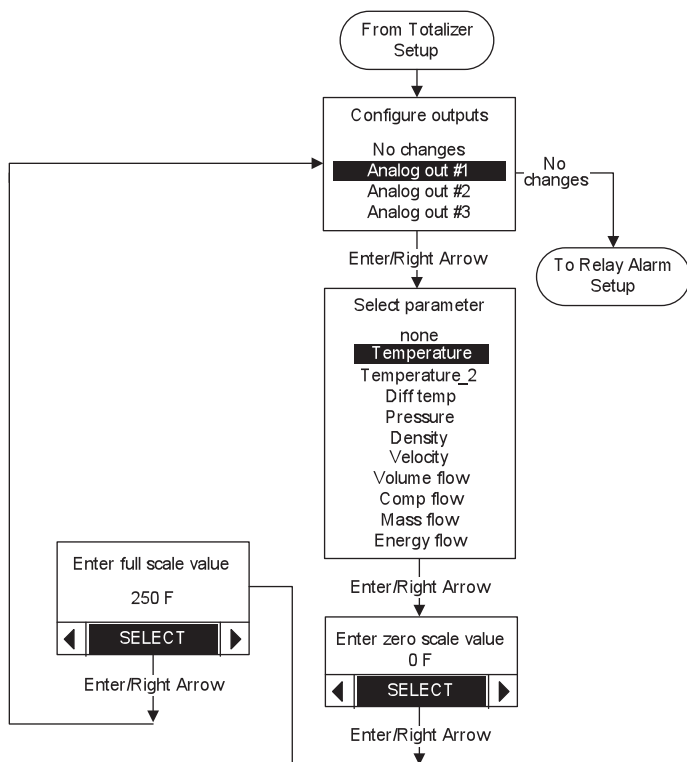 From Totalizer
Setup
Configure outputs
No changes
Analog out #1
Analog out #2
Analog out #3
No
changes
Enter/Right Arrow
To Relay Alarm
Setup
Select parameter
none
Temperature
Temperature_2
Diff temp
Pressure
Density
Velocity
Volume flow
Comp flow
Mass flow
Energy flow
Enter/Right Arrow
Enter zero scale value
0 F
SELECT
Enter full scale value
250 F
SELECT
Enter/Right Arrow